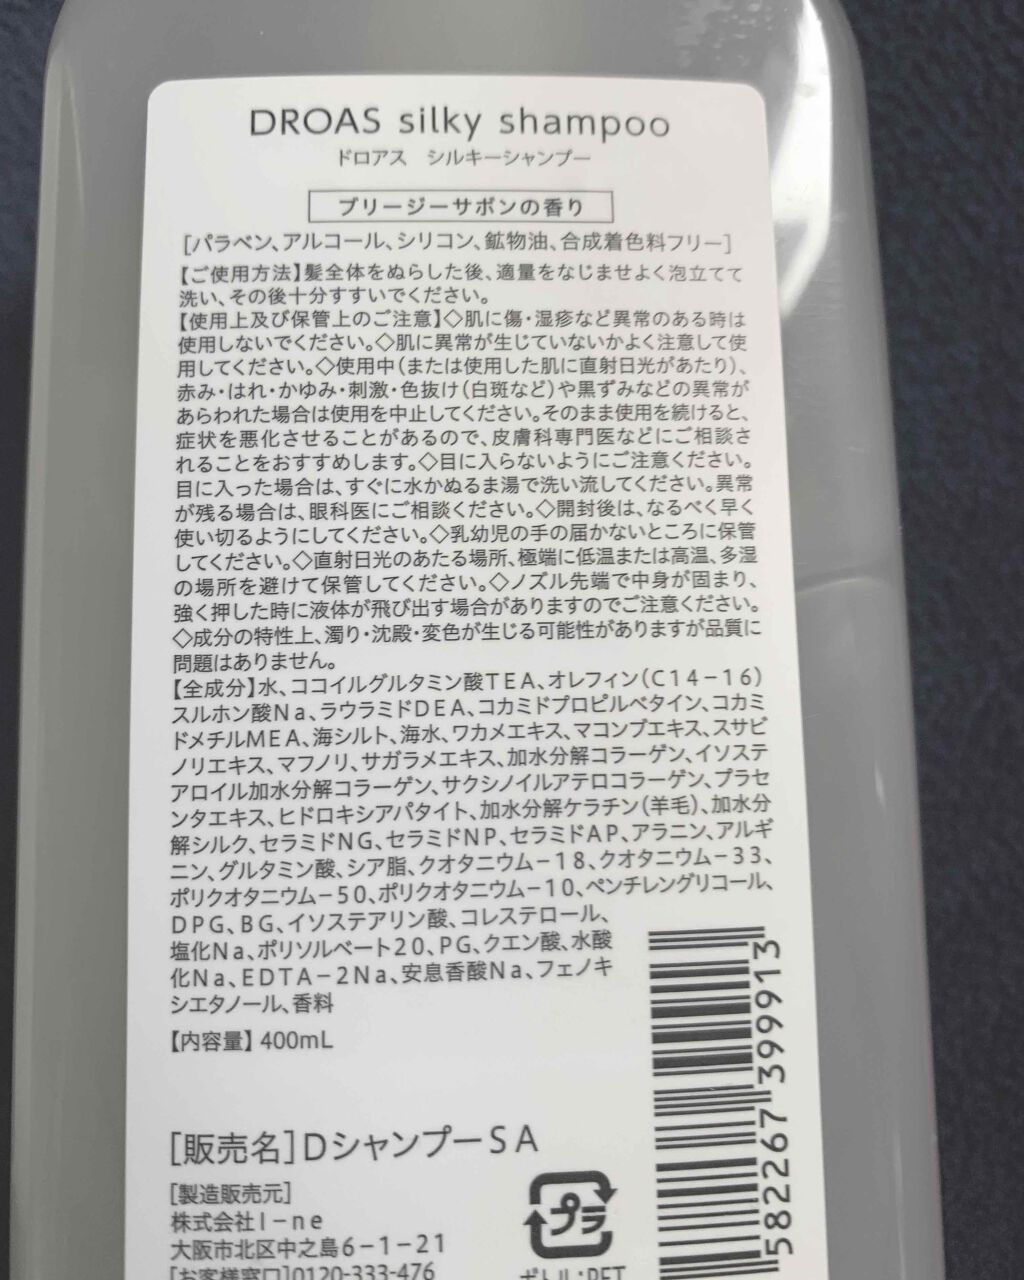 DROAS silky shampoo
ドロアス シルキーシャンプー
ブリージーサボンの香り
[パラベン、アルコール、シリコン、鉱物油、合成着色料フリー]
【ご使用方法】髪全体をぬらした後、適量をなじませよく泡立てて
洗い、その後十分すすいでください。
【使用上及び保管上のご注意】◇肌に傷・湿疹など異常のある時は
使用しないでください。◇肌に異常が生じていないかよく注意して使
用してください。◇使用中(または使用した肌に直射日光があたり)、
赤み・はれ・かゆみ・刺激・色抜け(白斑など)や黒ずみなどの異常が
あらわれた場合は使用を中止してください。そのまま使用を続けると、
症状を悪化させることがあるので、皮膚科専門医などにご相談さ
れることをおすすめします。◇目に入らないようにご注意ください。
目に入った場合は、すぐに水かぬるま湯で洗い流してください。異常
が残る場合は、眼科医にご相談ください。◇開封後は、なるべく早く
使い切るようにしてください。◇乳幼児の手の届かないところに保管
してください。◇直射日光のあたる場所、極端に低温または高温、多湿
の場所を避けて保管してください。◇ノズル先端で中身が固まり、
強く押した時に液体が飛び出す場合がありますのでご注意ください。
◇成分の特性上、濁り・沈殿・変色が生じる可能性がありますが品質に
問題はありません。
【全成分】水、ココイルグルタミン酸TEA、オレフィン(C14-16)
スルホン酸Na、ラウラミドDEA、コカミドプロピルベタイン、コカミ
ドメチルMEA、海シルト、海水、ワカメエキス、マコンブエキス、スサビ
ノリエキス、マフノリ、サガラメエキス、加水分解コラーゲン、イソステ
アロイル加水分解コラーゲン、サクシノイルアテロコラーゲン、プラセ
ンタエキス、ヒドロキシアパタイト、加水分解ケラチン(羊毛)、加水分
解シルク、セラミドNG、セラミドNP、セラミドAP、アラニン、アルギ
ニン、グルタミン酸、シア脂、クオタニウム-18、クオタニウム-33、
ポリクオタニウム-50、ポリクオタニウム-10、ペンチレングリコール、
DPG、BG、イソステアリン酸、コレステロール、
塩化Na、ポリソルベート20、PG、クエン酸、水酸
化Na、EDTA-2Na、安息香酸Na、フェノキ
シエタノール、香料
【内容量】400mL
[販売名]DシャンプーSA
[製造販売元]
株式会社I-ne
大阪市北区中之島6-1-21
[お客様窓口]0120-333-476
プラ
ボトル:PET
582267 399913